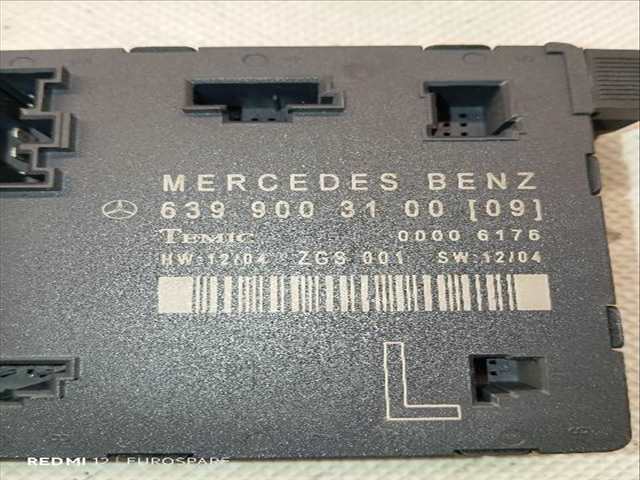 MERCEDES BENZ
639 900 31 00 [09]
TEMIC 0000 6176
HW:12/04 ZGS 001 SW:12/04
L
REDMI 12 | EUROSPARE